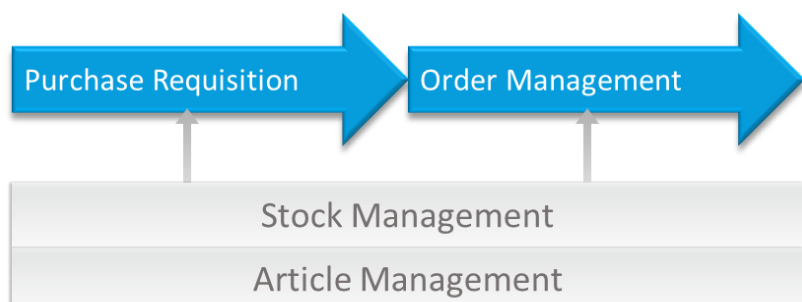 Purchase Requisition
Order Management
Stock Management
Article Management